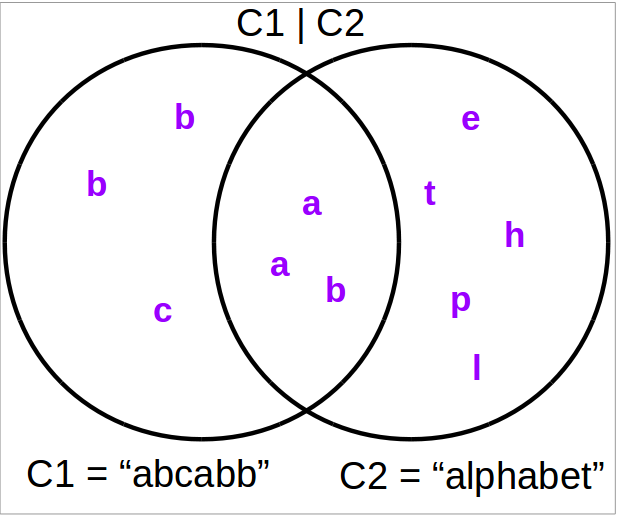 C1 | C2
b
e
b
t
a
h
a
b
p
c
l
C1 = “abcabb”
C2 = “alphabet”